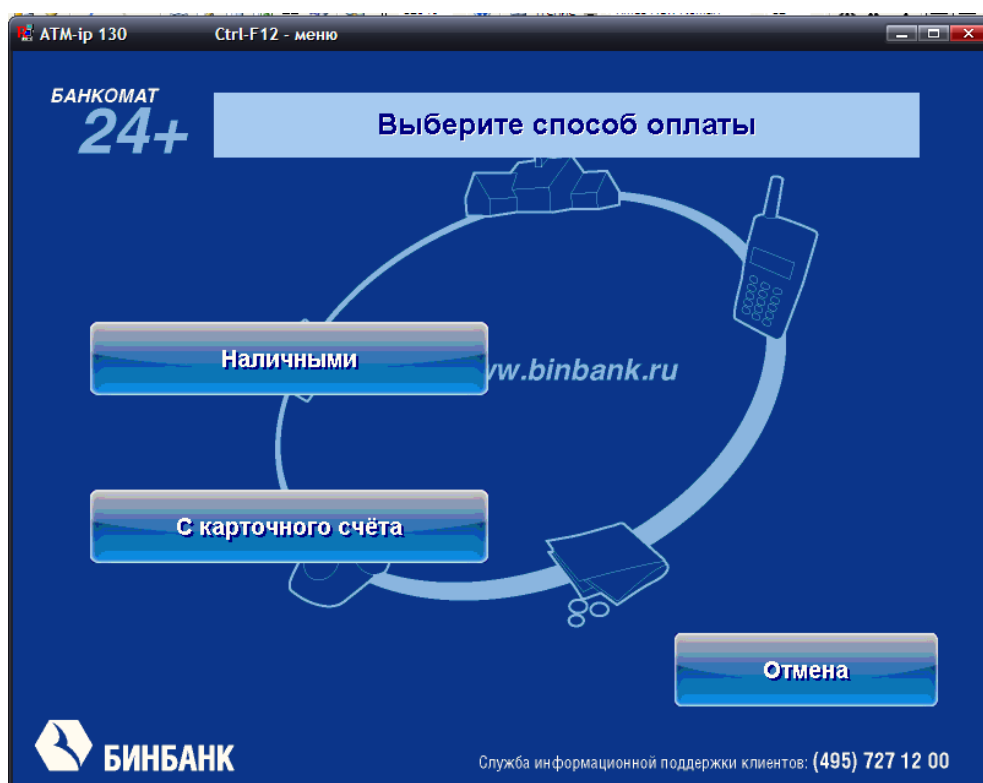 ATM-ip 130 Ctrl-F12 - меню
БАНКОМАТ
24+
Выберите способ оплаты
Наличными
w.binbank.ru
С карточного счёта
Отмена
БИНБАНК
Служба информационной поддержки клиентов: (495) 727 12 00